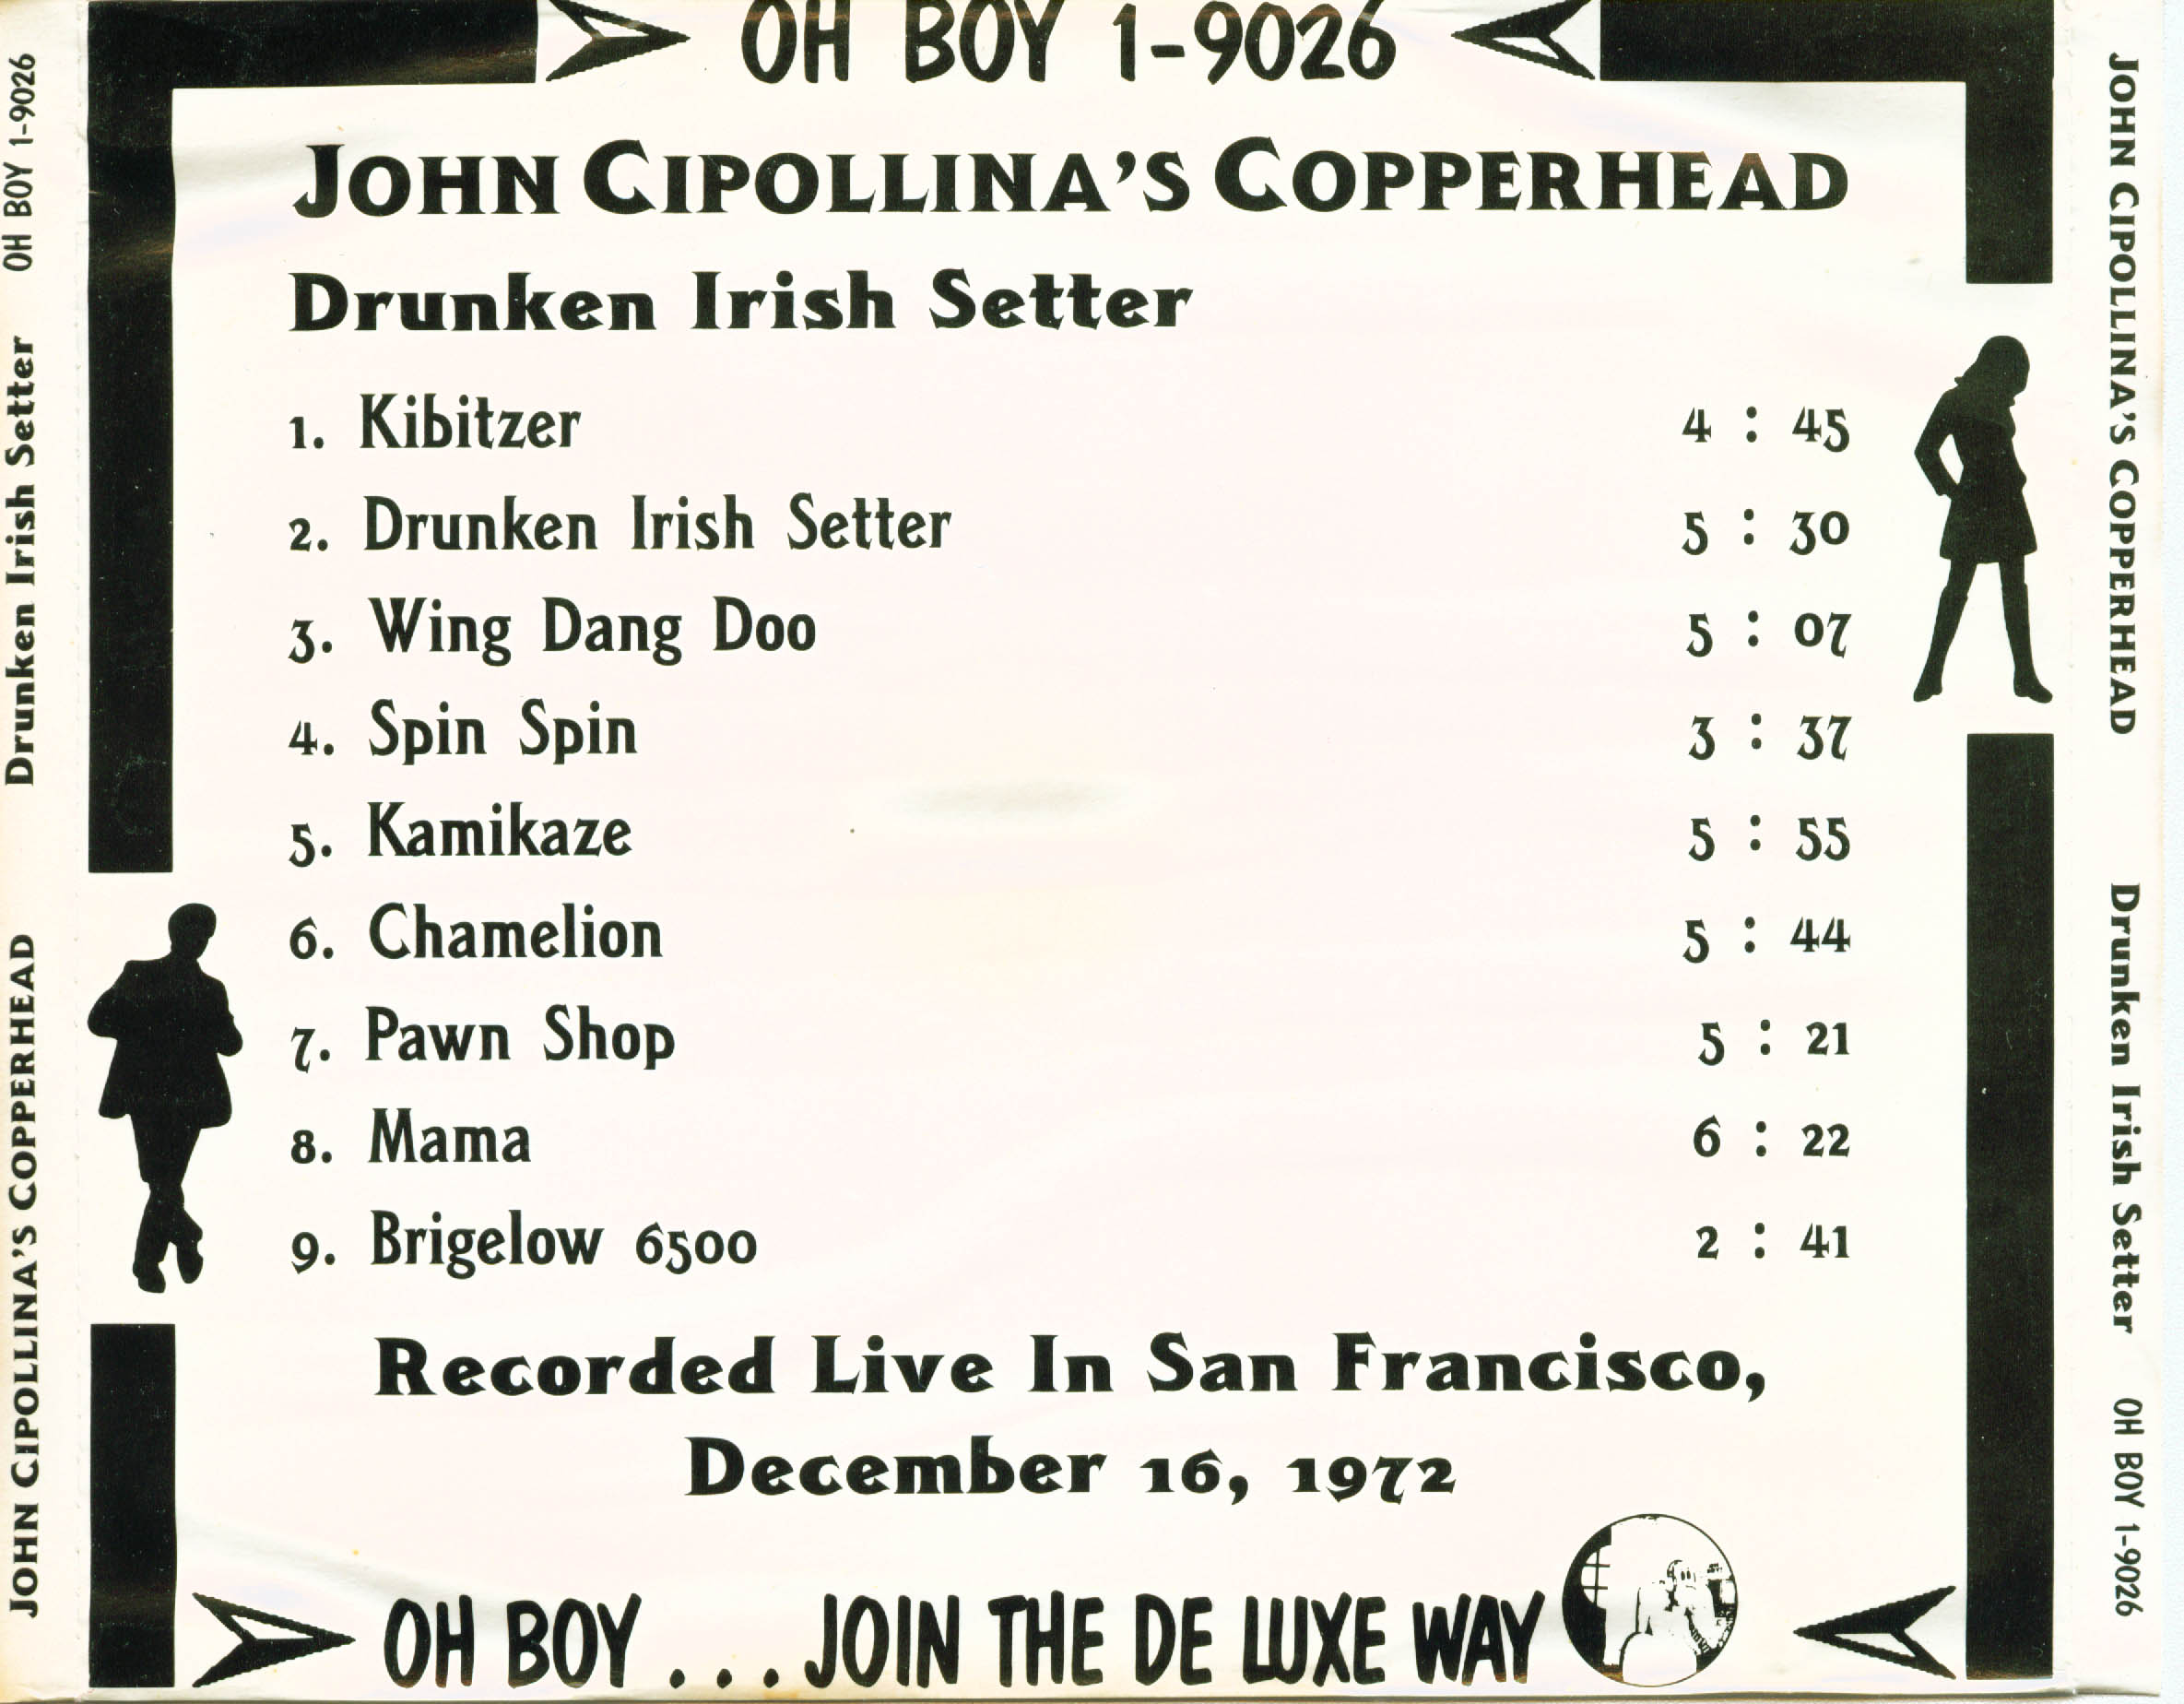 OH BOY 1-9026
JOHN CIPOLLINA'S COPPERHEAD
Drunken Irish Setter
1. Kibitzer 4 : 45
2. Drunken Irish Setter 5 : 30
3. Wing Dang Doo 5 : 07
4. Spin Spin 3 : 37
5. Kamikaze 5 : 55
6. Chamelion 5 : 44
7. Pawn Shop 5 : 21
8. Mama 6 : 22
9. Brigelow 6500 2 : 41
Recorded Live In San Francisco,
December 16, 1972
OH BOY . . . JOIN THE DE LUXE WAY
JOHN CIPOLLINA'S COPPERHEAD Drunken Irish Setter OH BOY 1-9026
JOHN CIPOLLINA'S COPPERHEAD Drunken Irish Setter OH BOY 1-9026